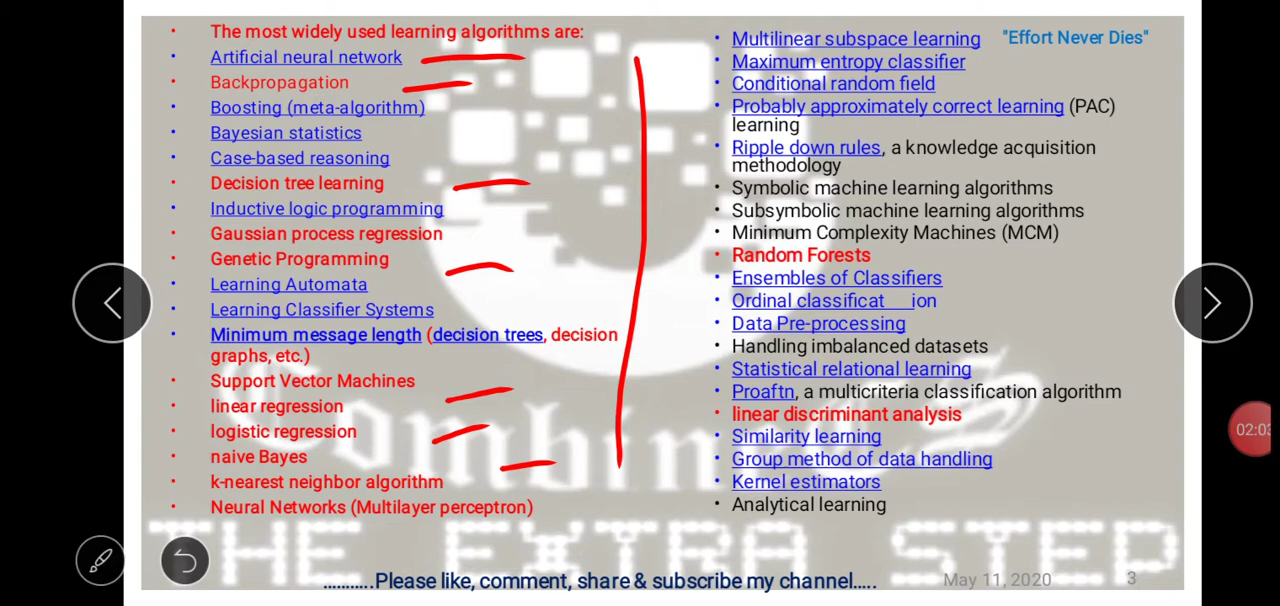 The most widely used learning algorithms are:
Artificial neural network
Backpropagation
Boosting (meta-algorithm)
Bayesian statistics
Case-based reasoning
Decision tree learning
Inductive logic programming
Gaussian process regression
Genetic Programming
Learning Automata
Learning Classifier Systems
Minimum message length (decision trees, decision
graphs, etc.)
Support Vector Machines
linear regression
logistic regression
naive Bayes
k-nearest neighbor algorithm
Neural Networks (Multilayer perceptron)
"Effort Never Dies"
Multilinear subspace learning
Maximum entropy classifier
Conditional random field
Probably approximately correct learning (PAC)
learning
Ripple down rules, a knowledge acquisition
methodology
Symbolic machine learning algorithms
Subsymbolic machine learning algorithms
Minimum Complexity Machines (MCM)
Random Forests
Ensembles of Classifiers
Ordinal classificat ion
Data Pre-processing
Handling imbalanced datasets
Statistical relational learning
Proaftn, a multicriteria classification algorithm
linear discriminant analysis
Similarity learning
Group method of data handling
Kernel estimators
Analytical learning
CombineS
THE EXTRA STEP
...........Please like, comment, share & subscribe my channel.....
May 11, 2020
3